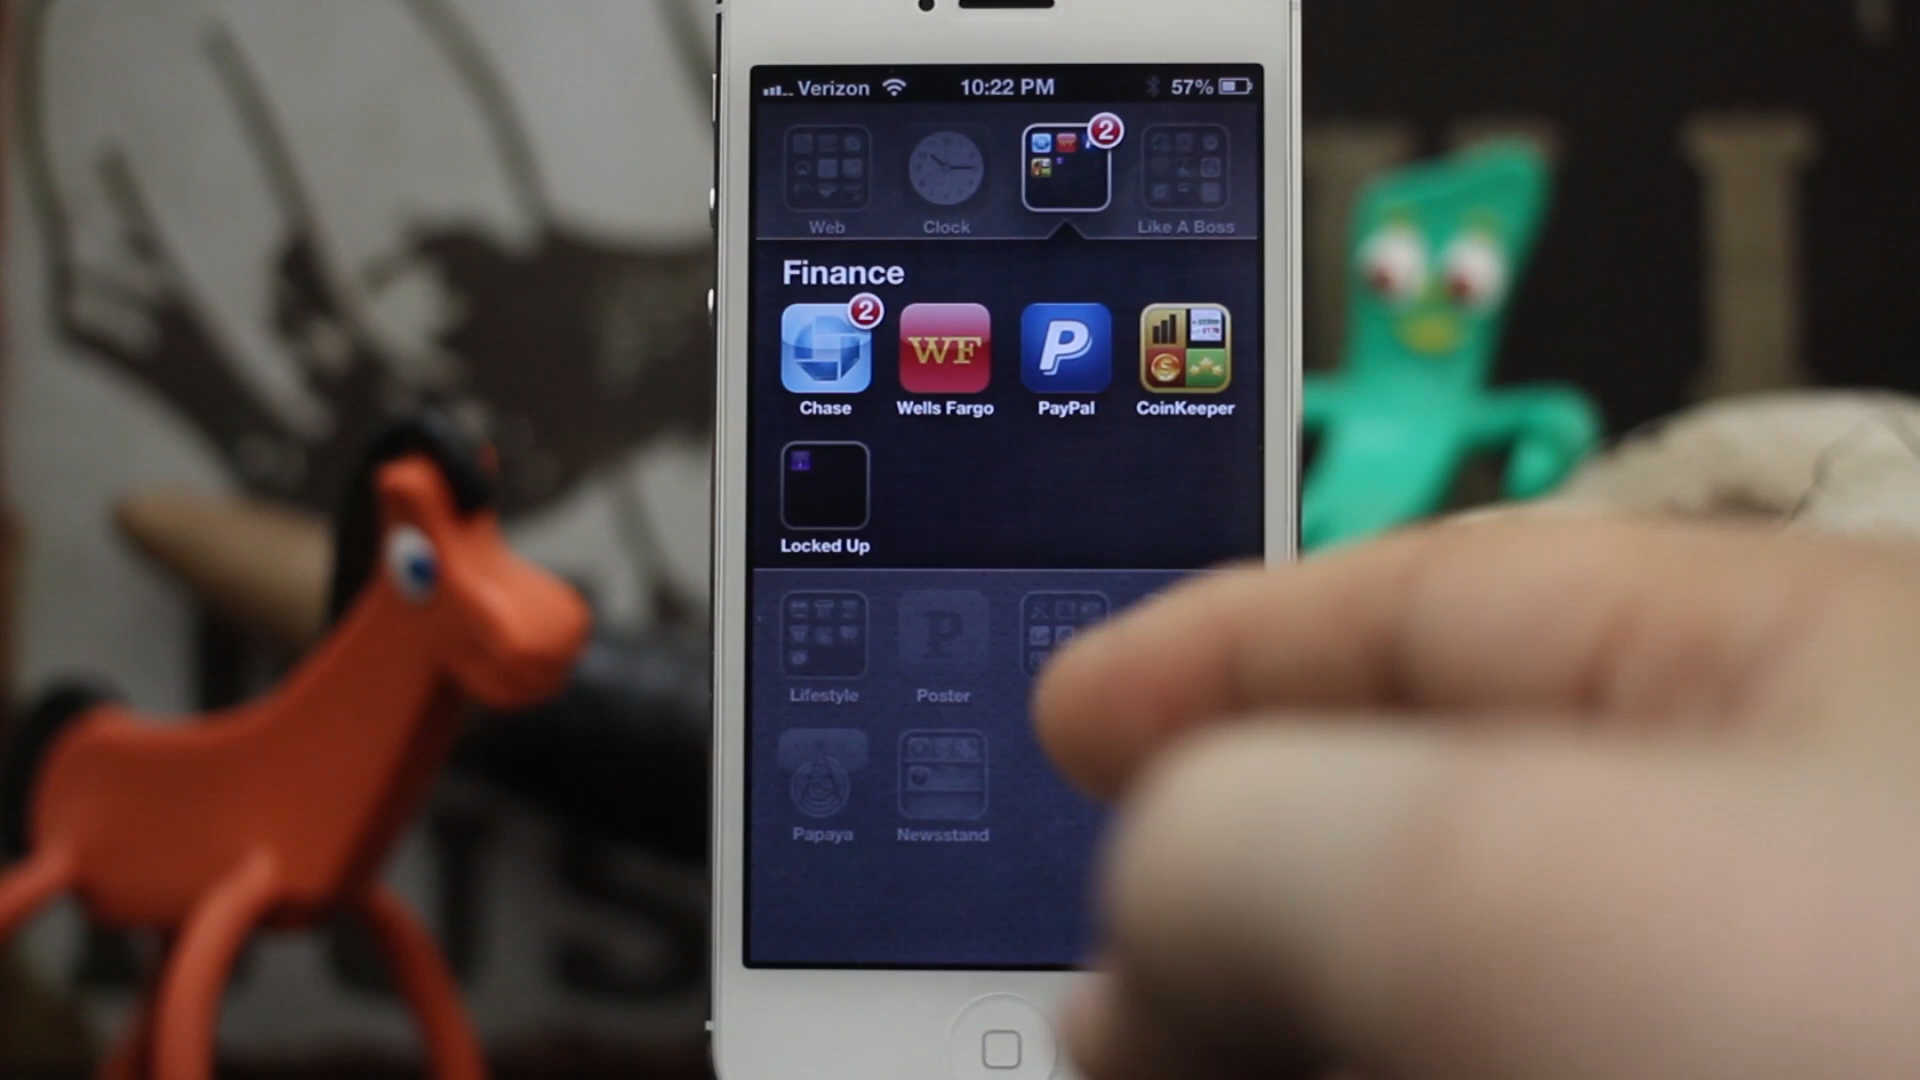 Verizon 10:22 PM 57%
2
Web Clock Like A Boss
Finance
2
WF P
Chase Wells Fargo PayPal CoinKeeper
Locked Up
P
Lifestyle Poster
Papaya Newsstand